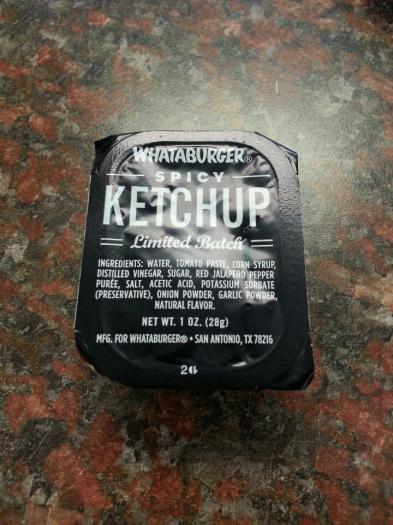 WHATABURGER®
SPICY
KETCHUP
Limited Batch
INGREDIENTS: WATER, TOMATO PASTE, CORN SYRUP,
DISTILLED VINEGAR, SUGAR, RED JALAPEÑO PEPPER
PURÉE, SALT, ACETIC ACID, POTASSIUM SORBATE
(PRESERVATIVE), ONION POWDER, GARLIC POWDER,
NATURAL FLAVOR.
NET WT. 1 OZ. (28g)
MFG. FOR WHATABURGER® • SAN ANTONIO, TX 78216